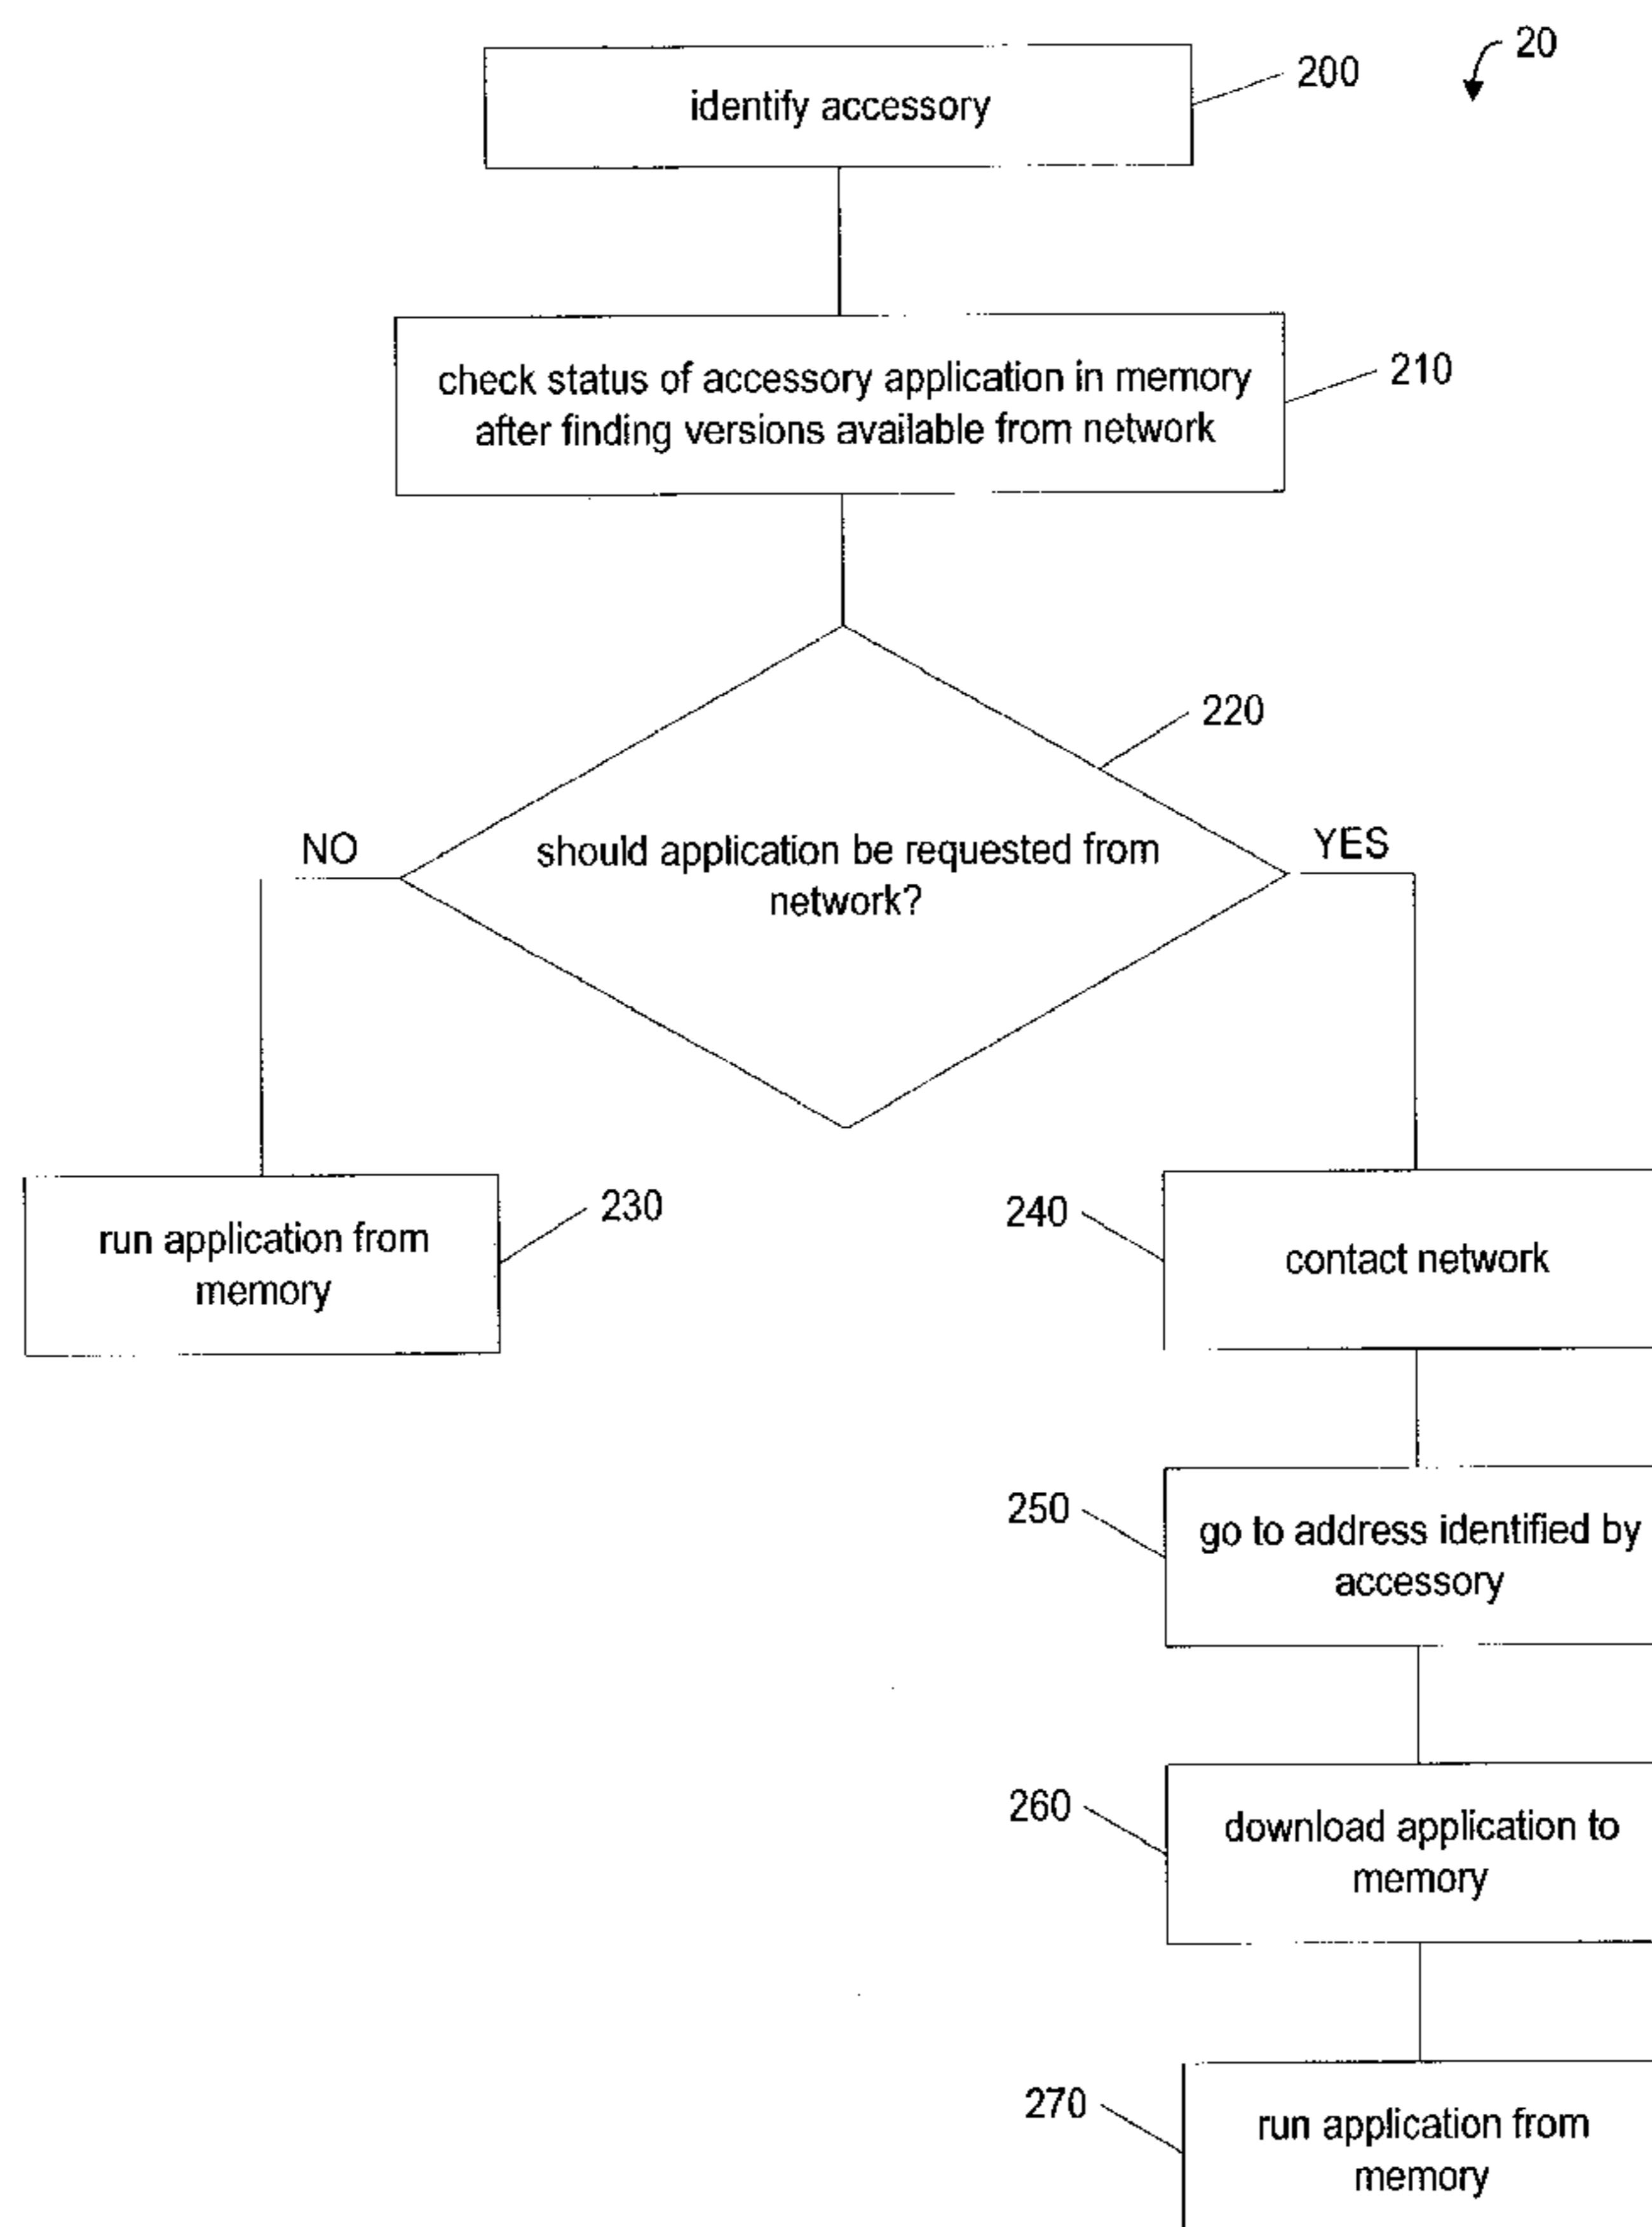 20
identify accessory
200
check status of accessory application in memory
after finding versions available from network
210
220
should application be requested from
network?
NO
YES
run application from
memory
230
240
contact network
250
go to address identified by
accessory
260
download application to
memory
270
run application from
memory